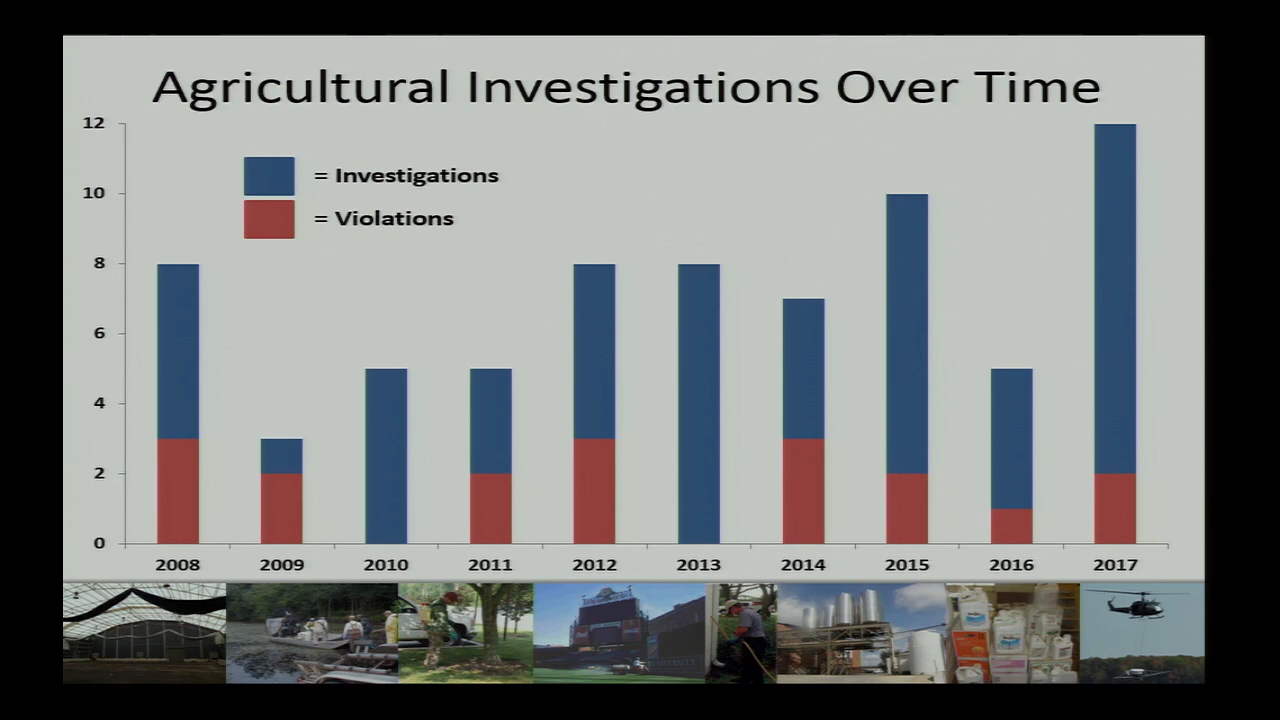 Agricultural Investigations Over Time
12
= Investigations
10
= Violations
8
6
4
2
0
2008 2009 2010 2011 2012 2013 2014 2015 2016 2017